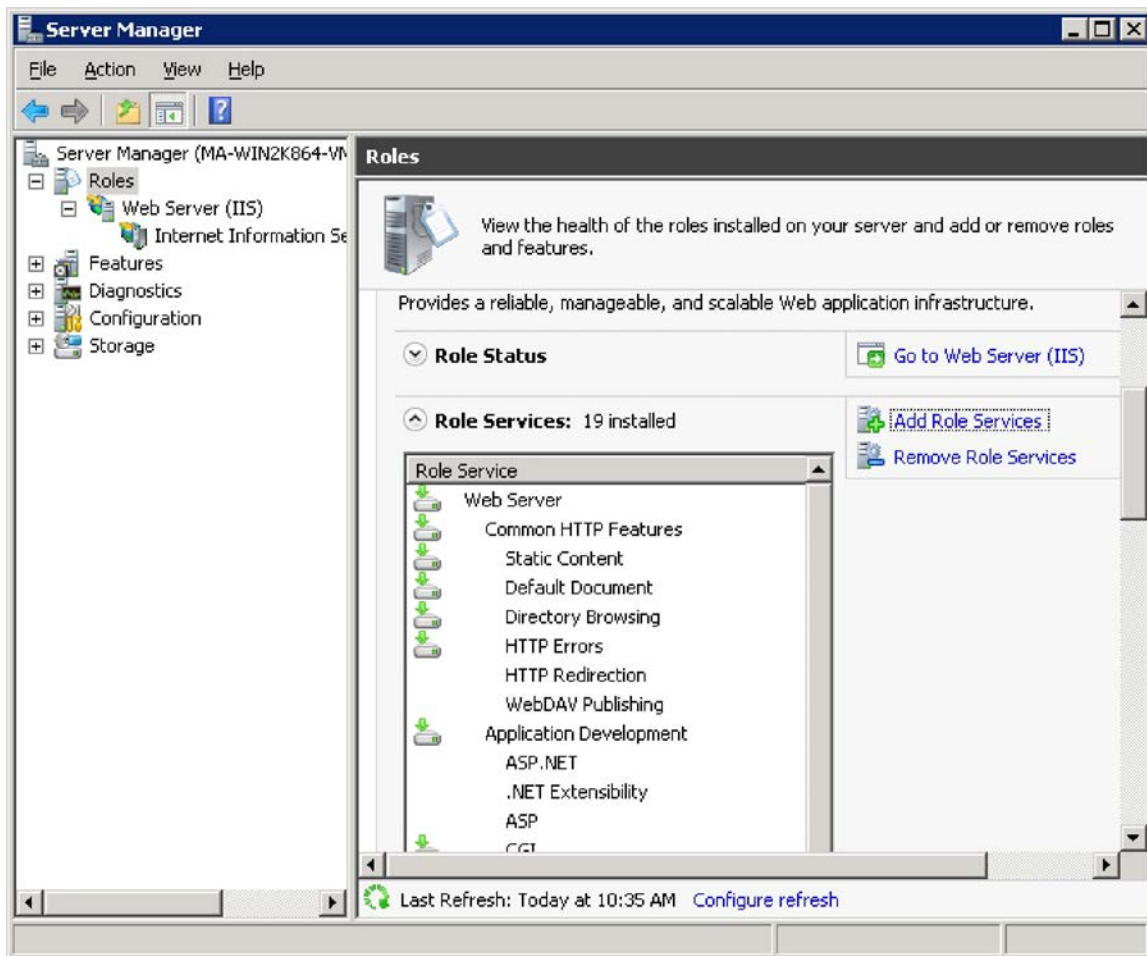 Server Manager
File Action View Help
Server Manager (MA-WIN2K864-VM
Roles
Web Server (IIS)
Internet Information Se
Features
Diagnostics
Configuration
Storage
Roles
View the health of the roles installed on your server and add or remove roles
and features.
Provides a reliable, manageable, and scalable Web application infrastructure.
Role Status
Go to Web Server (IIS)
Role Services: 19 installed
Add Role Services
Remove Role Services
Role Service
Web Server
Common HTTP Features
Static Content
Default Document
Directory Browsing
HTTP Errors
HTTP Redirection
WebDAV Publishing
Application Development
ASP.NET
.NET Extensibility
ASP
CGI
Last Refresh: Today at 10:35 AM Configure refresh